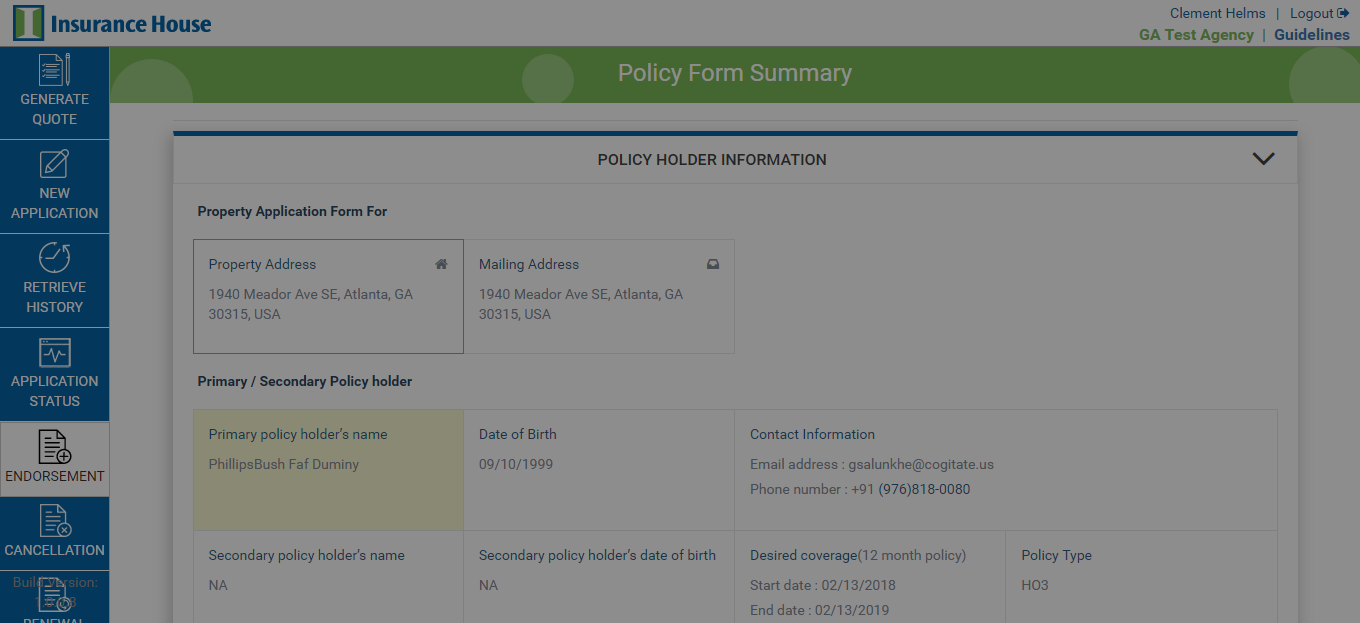 Insurance House
Clement Helms | Logout
GA Test Agency | Guidelines
GENERATE
QUOTE
NEW
APPLICATION
RETRIEVE
HISTORY
APPLICATION
STATUS
ENDORSEMENT
CANCELLATION
Build Version:
RENEWAL
Policy Form Summary
POLICY HOLDER INFORMATION
Property Application Form For
Property Address
1940 Meador Ave SE, Atlanta, GA
30315, USA
Mailing Address
1940 Meador Ave SE, Atlanta, GA
30315, USA
Primary / Secondary Policy holder
Primary policy holder's name
PhillipsBush Faf Duminy
Date of Birth
09/10/1999
Contact Information
Email address : gsalunkhe@cogitate.us
Phone number : +91 (976)818-0080
Secondary policy holder's name
NA
Secondary policy holder's date of birth
NA
Desired coverage(12 month policy)
Start date : 02/13/2018
End date : 02/13/2019
Policy Type
HO3